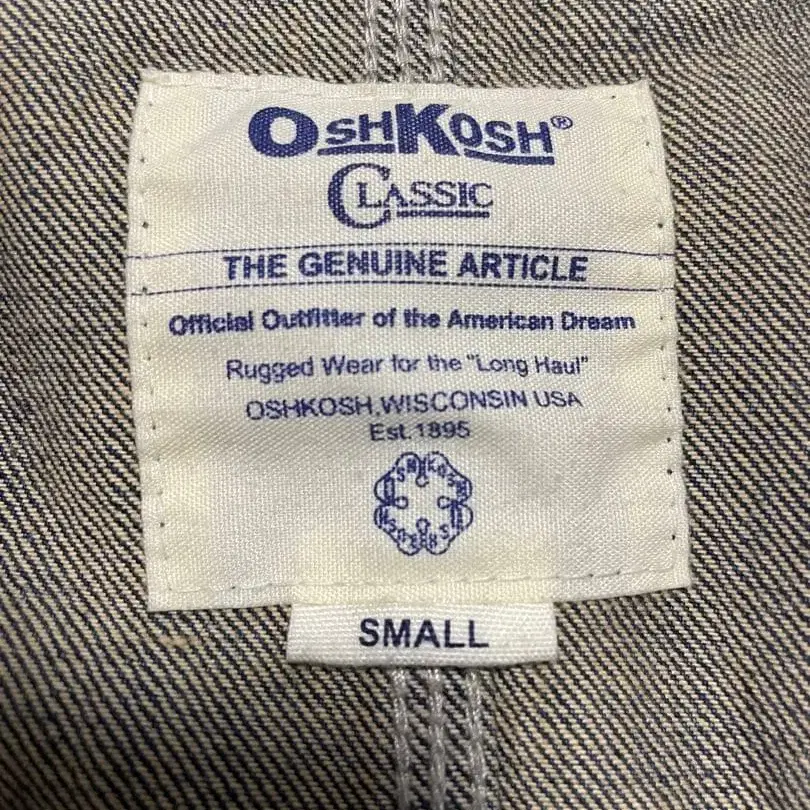 OSHKOSH®
CLASSIC
THE GENUINE ARTICLE
Official Outfitter of the American Dream
Rugged Wear for the "Long Haul"
OSHKOSH,WISCONSIN USA
Est.1895
SMALL